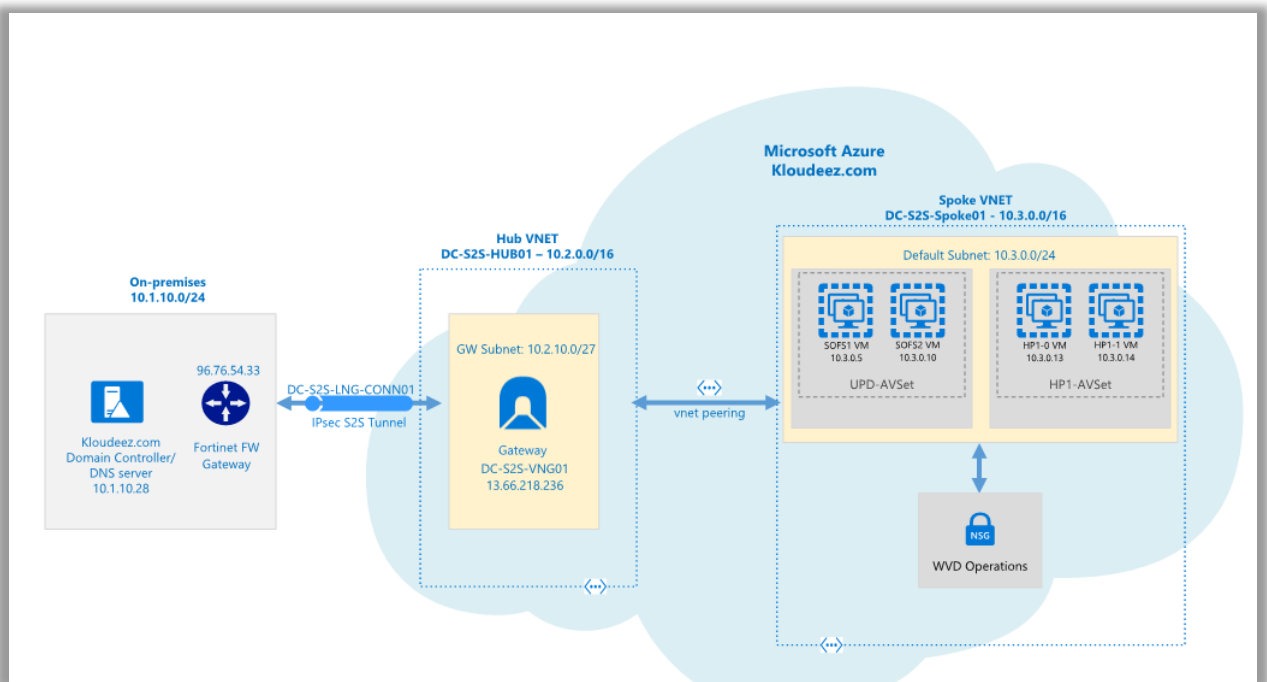 Microsoft Azure
Kloudeez.com
Spoke VNET
DC-S2S-Spoke01 - 10.3.0.0/16
Hub VNET
DC-S2S-HUB01 – 10.2.0.0/16
On-premises
10.1.10.0/24
Default Subnet: 10.3.0.0/24
SOFS1 VM
10.3.0.5
SOFS2 VM
10.3.0.10
UPD-AVSet
HP1-0 VM
10.3.0.13
HP1-1 VM
10.3.0.14
HP1-AVSet
GW Subnet: 10.2.10.0/27
96.76.54.33
DC-S2S-LNG-CONN01
IPsec S2S Tunnel
vnet peering
Kloudeez.com
Domain Controller/
DNS server
10.1.10.28
Fortinet FW
Gateway
Gateway
DC-S2S-VNG01
13.66.218.236
NSG
WVD Operations